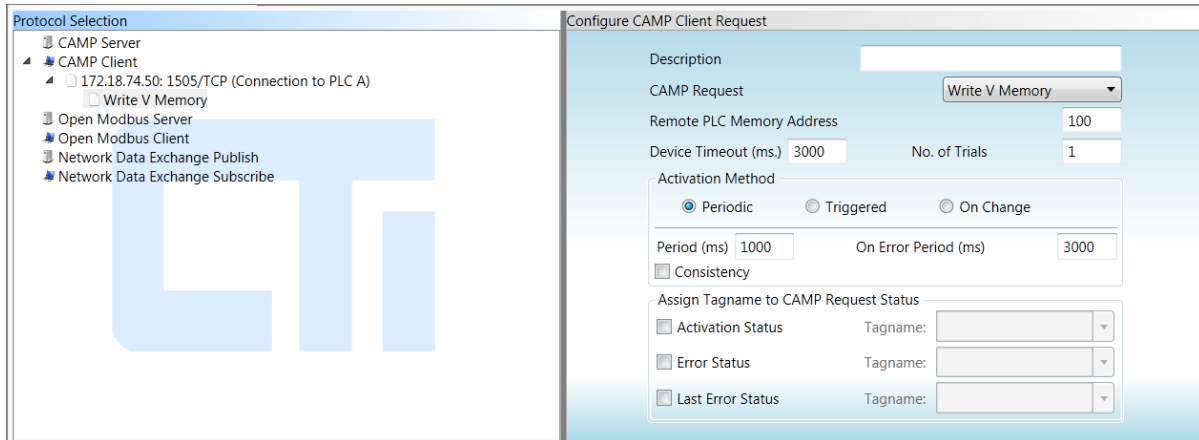 Protocol Selection
CAMP Server
CAMP Client
172.18.74.50: 1505/TCP (Connection to PLC A)
Write V Memory
Open Modbus Server
Open Modbus Client
Network Data Exchange Publish
Network Data Exchange Subscribe
CTi
Configure CAMP Client Request
Description
CAMP Request Write V Memory
Remote PLC Memory Address 100
Device Timeout (ms.) 3000 No. of Trials 1
Activation Method
Periodic Triggered On Change
Period (ms) 1000 On Error Period (ms) 3000
Consistency
Assign Tagname to CAMP Request Status
Activation Status Tagname:
Error Status Tagname:
Last Error Status Tagname: